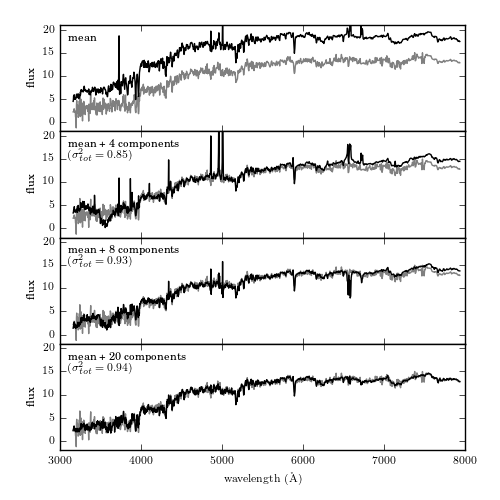 20
15
10
5
0
flux
mean
20
15
10
5
0
flux
mean + 4 components
(σ²tot = 0.85)
20
15
10
5
0
flux
mean + 8 components
(σ²tot = 0.93)
20
15
10
5
0
flux
mean + 20 components
(σ²tot = 0.94)
3000 4000 5000 6000 7000 8000
wavelength (Å)